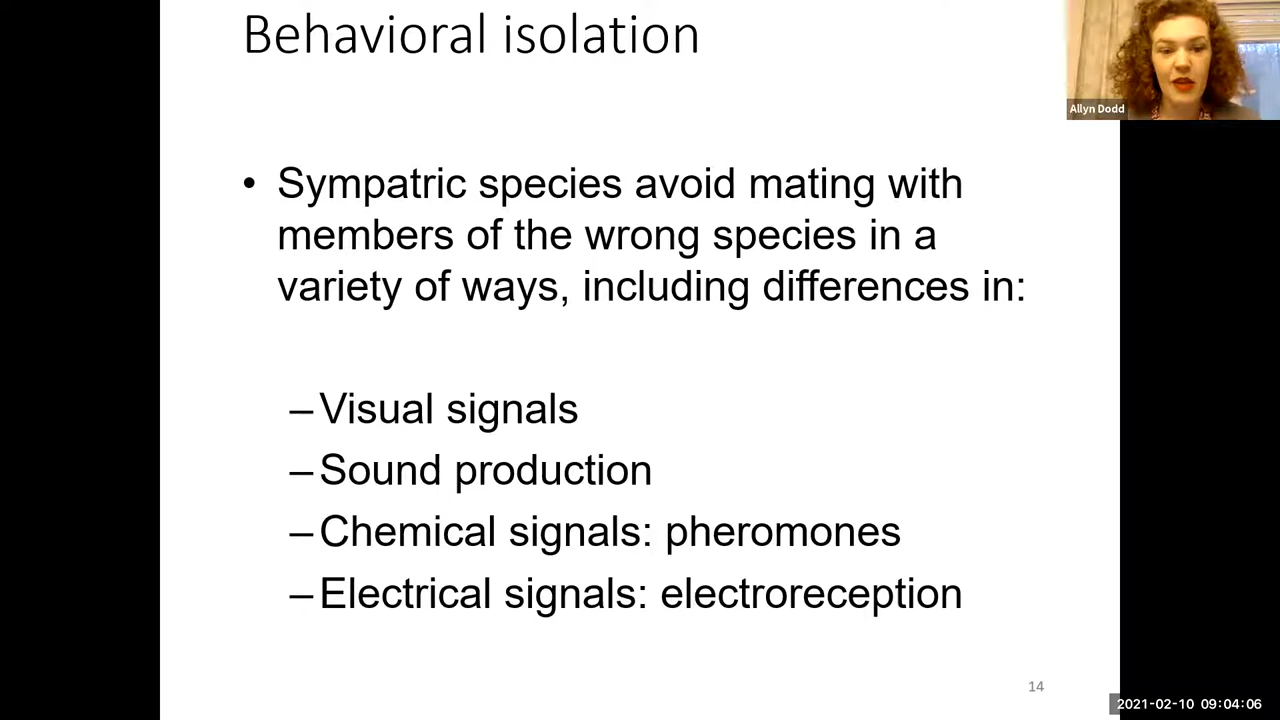 Behavioral isolation
Allyn Dodd
• Sympatric species avoid mating with
members of the wrong species in a
variety of ways, including differences in:
–Visual signals
–Sound production
–Chemical signals: pheromones
–Electrical signals: electroreception
14
2021-02-10 09:04:06